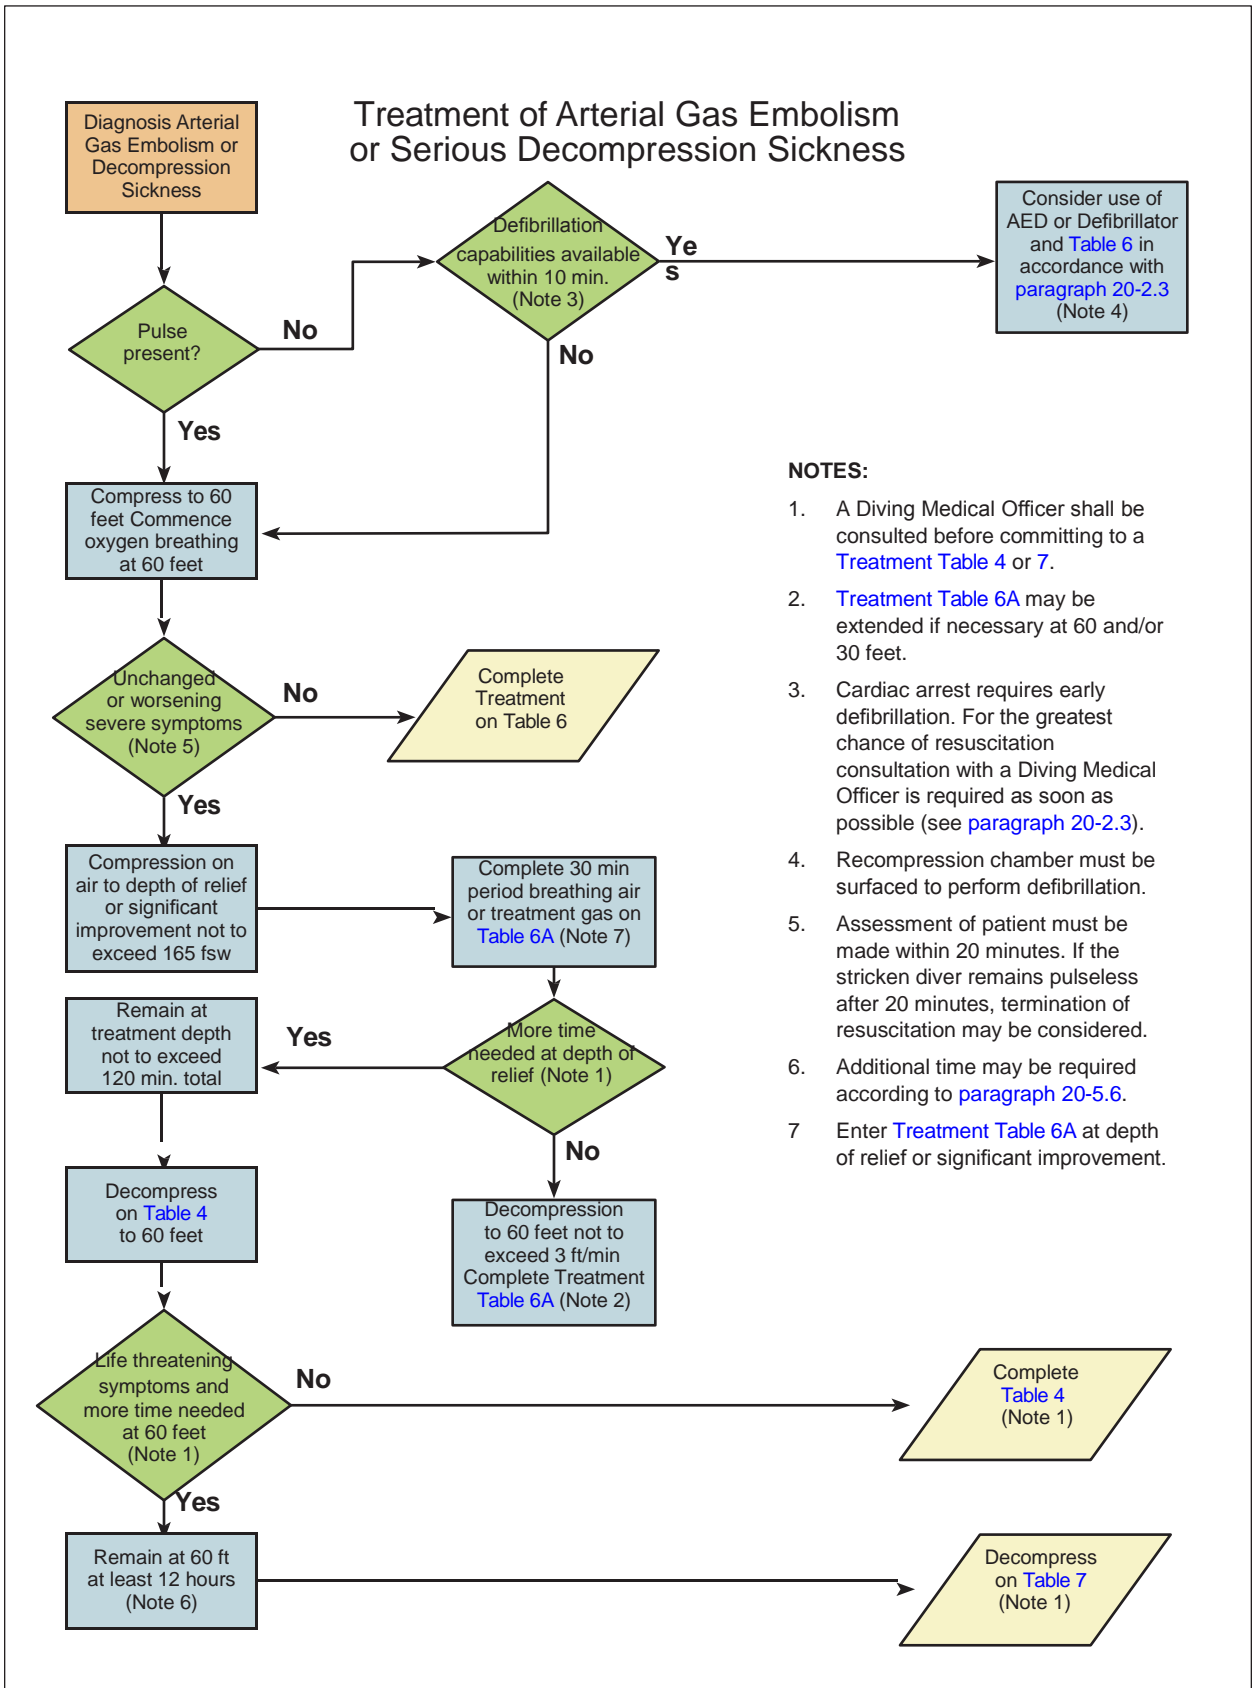 Treatment of Arterial Gas Embolism
or Serious Decompression Sickness
Diagnosis Arterial
Gas Embolism or
Decompression
Sickness
Pulse
present?
No
Yes
Defibrillation
capabilities available
within 10 min.
(Note 3)
Ye
s
No
Consider use of
AED or Defibrillator
and Table 6 in
accordance with
paragraph 20-2.3
(Note 4)
Compress to 60
feet Commence
oxygen breathing
at 60 feet
Unchanged
or worsening
severe symptoms
(Note 5)
No
Yes
Complete
Treatment
on Table 6
Compression on
air to depth of relief
or significant
improvement not to
exceed 165 fsw
Complete 30 min
period breathing air
or treatment gas on
Table 6A (Note 7)
More time
needed at depth of
relief (Note 1)
Yes
No
Remain at
treatment depth
not to exceed
120 min. total
Decompress
on Table 4
to 60 feet
Decompression
to 60 feet not to
exceed 3 ft/min
Complete Treatment
Table 6A (Note 2)
Life threatening
symptoms and
more time needed
at 60 feet
(Note 1)
No
Yes
Complete
Table 4
(Note 1)
Remain at 60 ft
at least 12 hours
(Note 6)
Decompress
on Table 7
(Note 1)
NOTES:
1. A Diving Medical Officer shall be
consulted before committing to a
Treatment Table 4 or 7.
2. Treatment Table 6A may be
extended if necessary at 60 and/or
30 feet.
3. Cardiac arrest requires early
defibrillation. For the greatest
chance of resuscitation
consultation with a Diving Medical
Officer is required as soon as
possible (see paragraph 20-2.3).
4. Recompression chamber must be
surfaced to perform defibrillation.
5. Assessment of patient must be
made within 20 minutes. If the
stricken diver remains pulseless
after 20 minutes, termination of
resuscitation may be considered.
6. Additional time may be required
according to paragraph 20-5.6.
7 Enter Treatment Table 6A at depth
of relief or significant improvement.